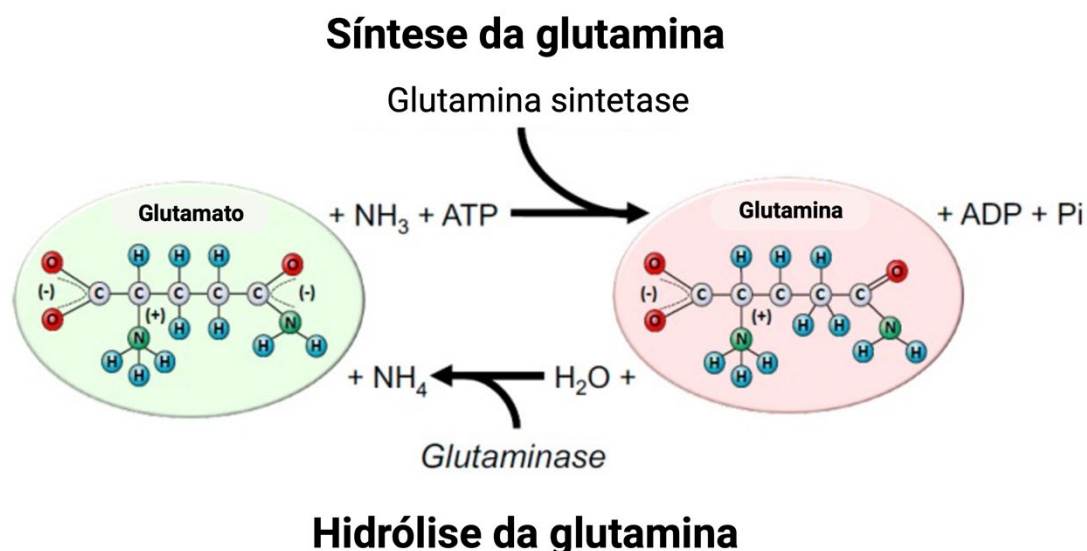 Síntese da glutamina
Glutamina sintetase
Glutamato
+ NH₃ + ATP
Glutamina
+ ADP + Pi
O H H H O
(-) C C C C C (-)
O (+) H H N
N H H
H H H
O H H H O
(-) C C C C C
O (+) H H N
N H H
H H H
+ NH₄
H₂O +
Glutaminase
Hidrólise da glutamina